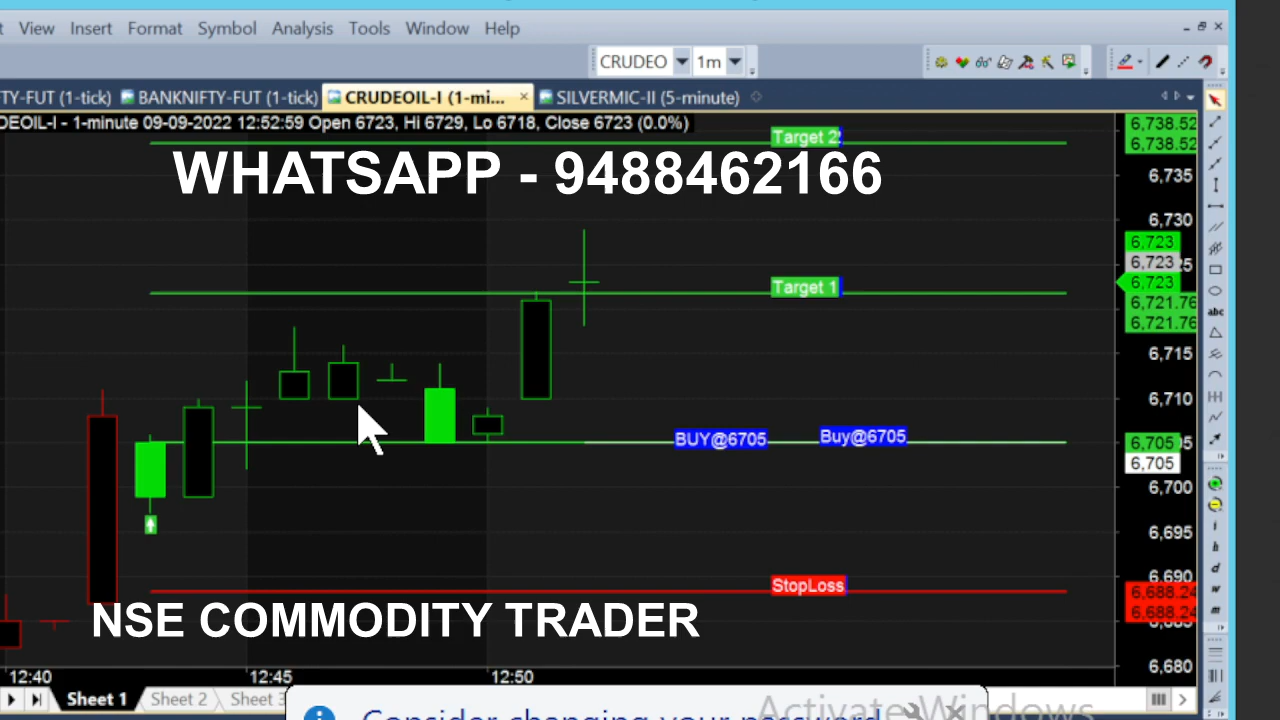 View Insert Format Symbol Analysis Tools Window Help
CRUDEO 1m
TY-FUT (1-tick) BANKNIFTY-FUT (1-tick) CRUDEOIL-I (1-mi... SILVERMIC-II (5-minute)
DEOIL-I - 1-minute 09-09-2022 12:52:59 Open 6723, Hi 6729, Lo 6718, Close 6723 (0.0%)
6,738.52
Target 2
6,738.52
WHATSAPP - 9488462166
6,735
6,730
6,723
6,723
6,723
Target 1
6,721.76
6,721.76
6,715
6,710
BUY@6705 Buy@6705
6,705
6,705
6,700
6,695
6,690
StopLoss
6,688.24
6,688.24
NSE COMMODITY TRADER
6,680
12:40 12:45 12:50
Sheet 1 Sheet 2 Sheet 3
abc
i
h
d
w
m
Activate Windows
Consider changing your password